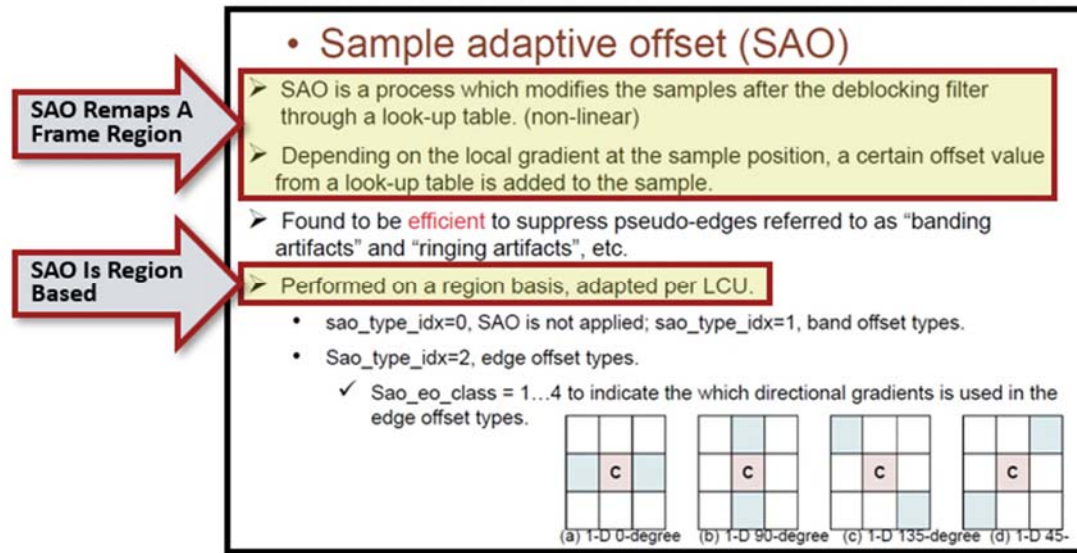 • Sample adaptive offset (SAO)
SAO Remaps A
Frame Region
➢ SAO is a process which modifies the samples after the deblocking filter
through a look-up table. (non-linear)
➢ Depending on the local gradient at the sample position, a certain offset value
from a look-up table is added to the sample.
➢ Found to be efficient to suppress pseudo-edges referred to as “banding
artifacts” and “ringing artifacts”, etc.
SAO Is Region
Based
➢ Performed on a region basis, adapted per LCU.
• sao_type_idx=0, SAO is not applied; sao_type_idx=1, band offset types.
• Sao_type_idx=2, edge offset types.
✓ Sao_eo_class = 1…4 to indicate the which directional gradients is used in the
edge offset types.
C C C C
(a) 1-D 0-degree (b) 1-D 90-degree (c) 1-D 135-degree (d) 1-D 45-